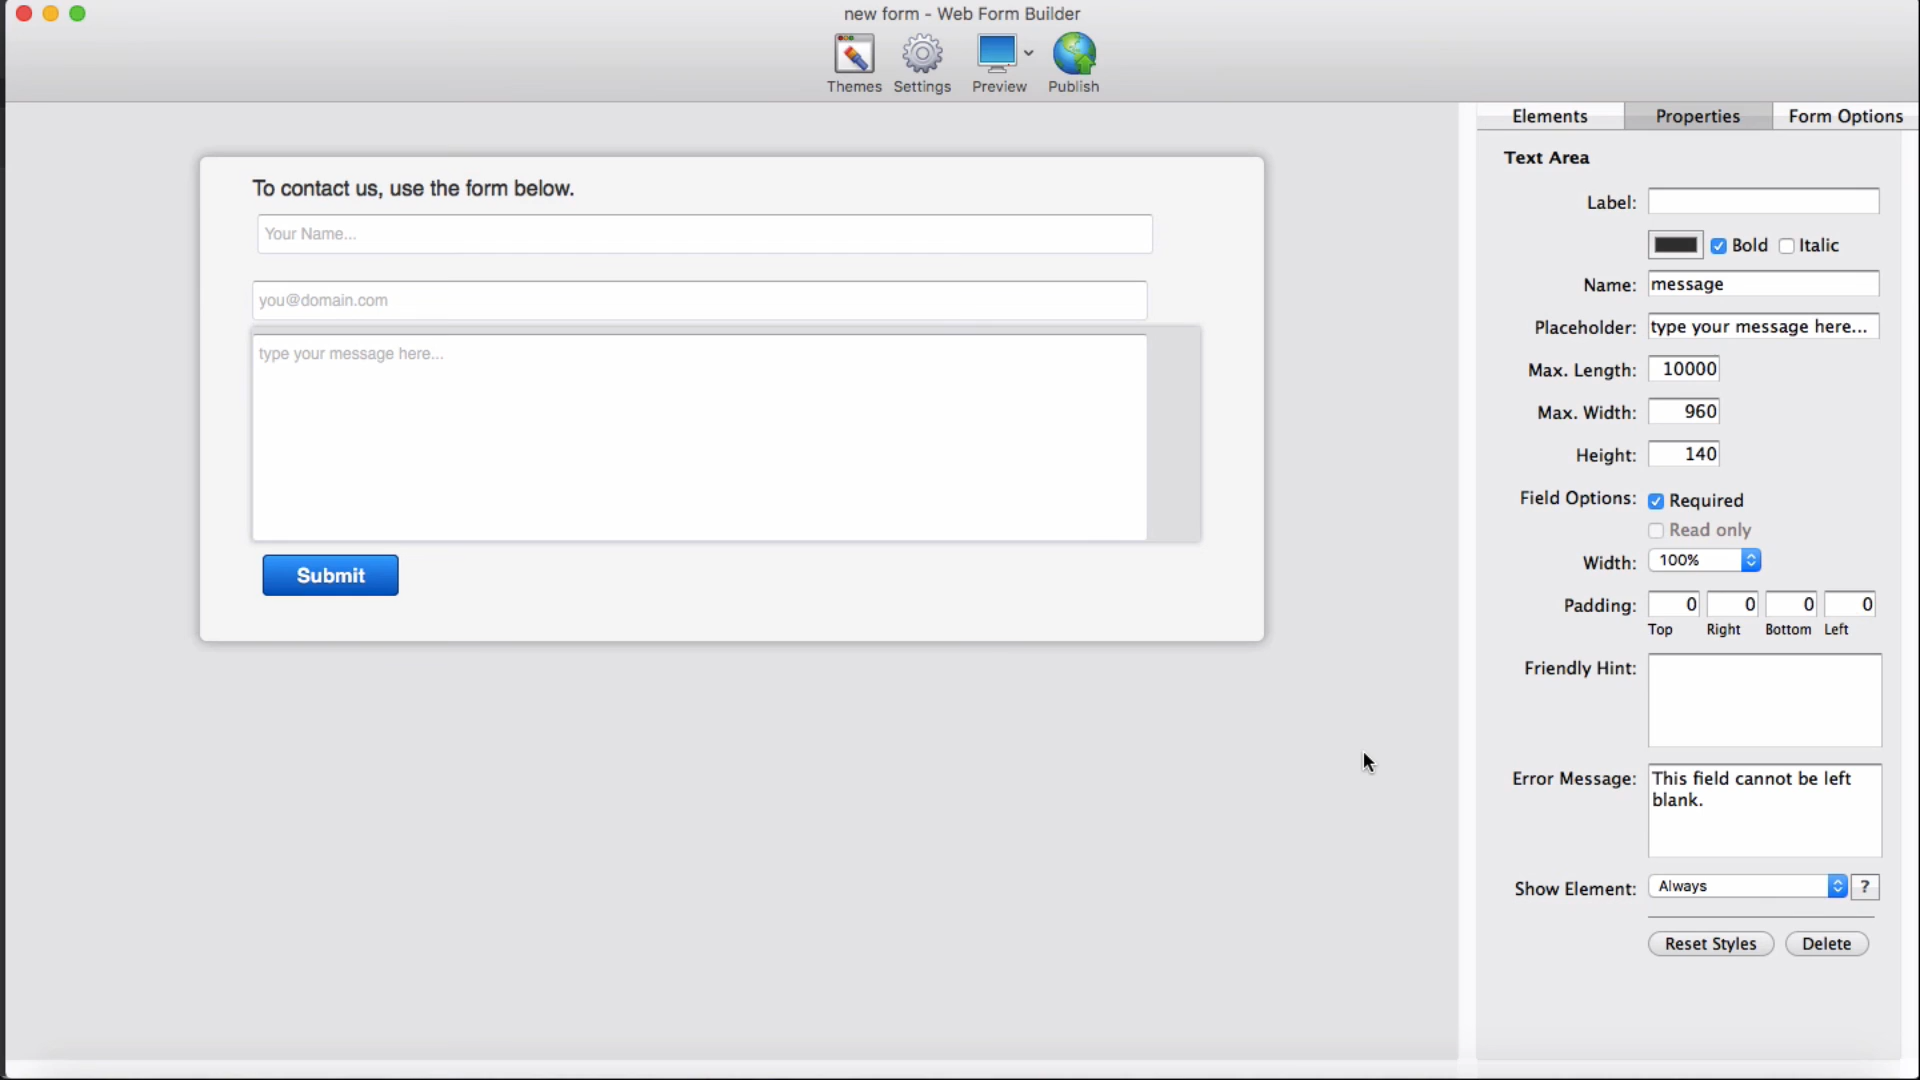 new form - Web Form Builder
Themes Settings Preview Publish
Elements Properties Form Options
To contact us, use the form below.
Your Name...
you@domain.com
type your message here...
Submit
Text Area
Label:
Bold Italic
Name: message
Placeholder: type your message here...
Max. Length: 10000
Max. Width: 960
Height: 140
Field Options: Required
Read only
Width: 100%
Padding: 0 0 0 0
Top Right Bottom Left
Friendly Hint:
Error Message: This field cannot be left
blank.
Show Element: Always ?
Reset Styles Delete